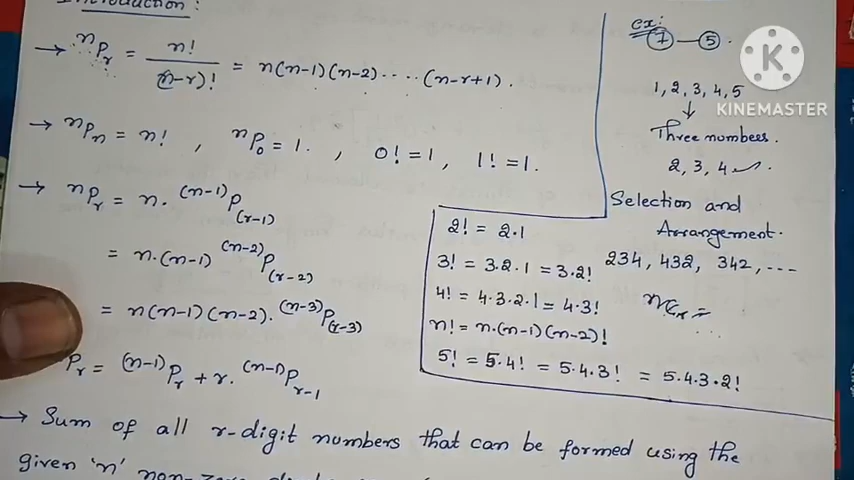 Introduction :
→ ⁿPᵣ = n!/(n-r)! = n(n-1)(n-2)....(n-r+1).
→ ⁿPₙ = n! , ⁿP₀ = 1. , 0! = 1 , 1! = 1.
→ ⁿPᵣ = n. ⁽ⁿ⁻¹⁾P₍ᵣ₋₁₎
= n.(n-1) ⁽ⁿ⁻²⁾P₍ᵣ₋₂₎
= n(n-1)(n-2). ⁽ⁿ⁻³⁾P₍ᵣ₋₃₎
Pᵣ = ⁽ⁿ⁻¹⁾Pᵣ + r. ⁽ⁿ⁻¹⁾Pᵣ₋₁
→ Sum of all r-digit numbers that can be formed using the
given 'n' non-zero
ex:
7 — 5.
1, 2, 3, 4, 5
↓
Three numbers.
2, 3, 4 ✓.
Selection and
Arrangement.
234, 432, 342, ---
ⁿCᵣ =
2! = 2.1
3! = 3.2.1 = 3.2!
4! = 4.3.2.1 = 4.3!
n! = n.(n-1)(n-2)!
5! = 5.4! = 5.4.3! = 5.4.3.2!
KINEMASTER